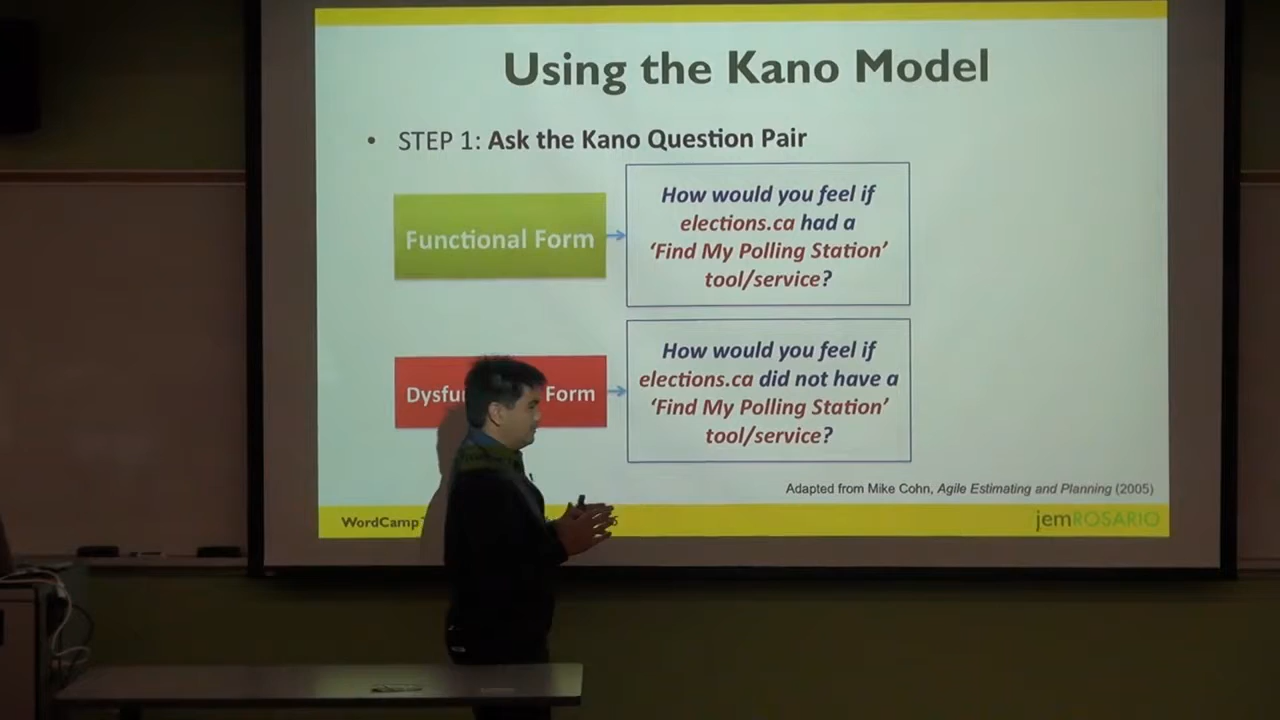 Using the Kano Model
• STEP 1: Ask the Kano Question Pair
Functional Form
How would you feel if
elections.ca had a
‘Find My Polling Station’
tool/service?
Form
How would you feel if
elections.ca did not have a
‘Find My Polling Station’
tool/service?
Adapted from Mike Cohn, Agile Estimating and Planning (2005)
WordCamp
jemROSARIO